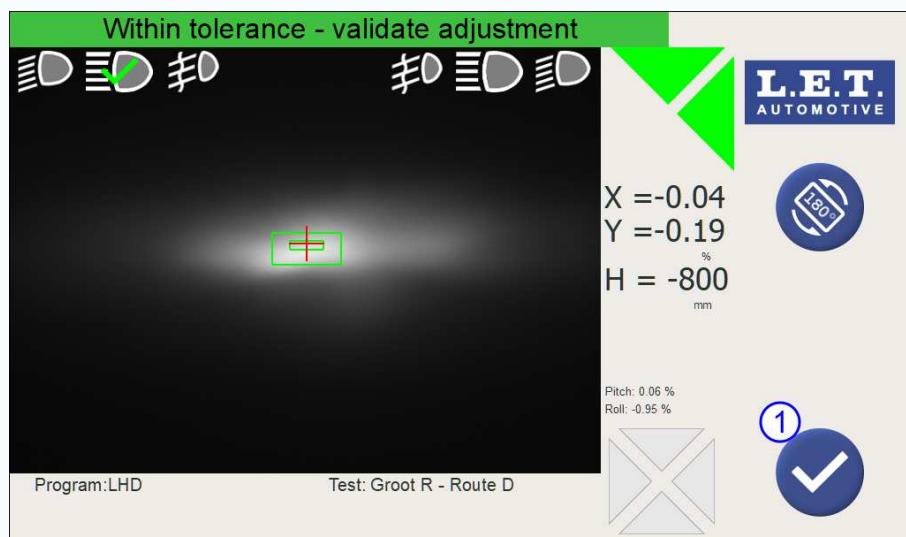 Within tolerance - validate adjustment
L.E.T.
AUTOMOTIVE
180°
X =-0.04
Y =-0.19
%
H = -800
mm
Pitch: 0.06 %
Roll: -0.95 %
1
Program:LHD
Test: Groot R - Route D